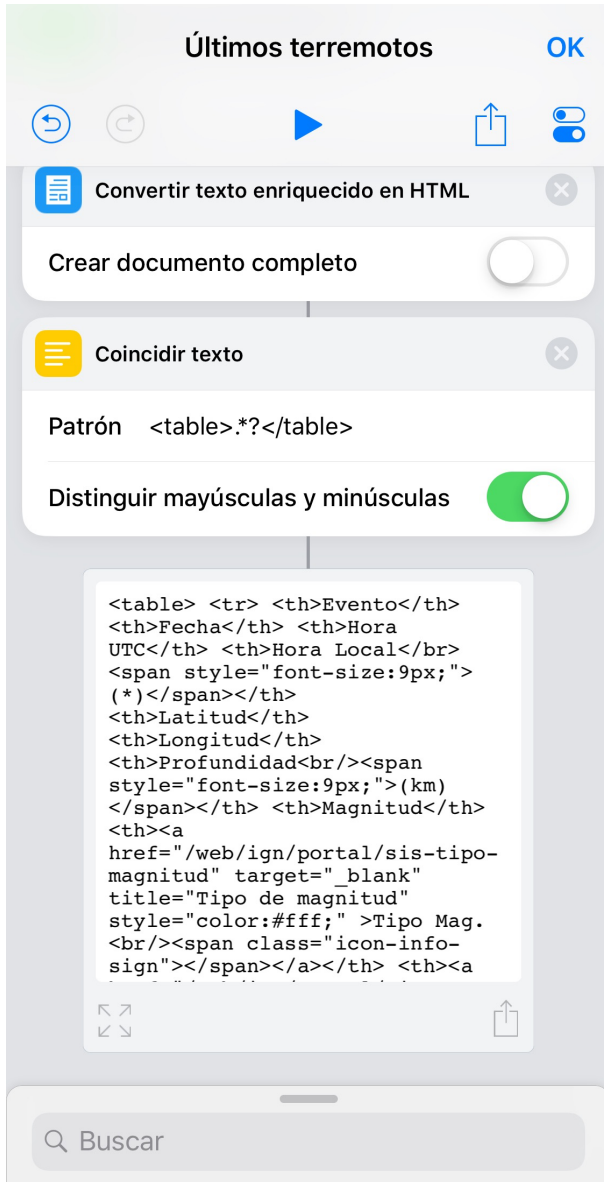 Últimos terremotos
OK
Convertir texto enriquecido en HTML
Crear documento completo
Coincidir texto
Patrón <table>.*?</table>
Distinguir mayúsculas y minúsculas
<table> <tr> <th>Evento</th>
<th>Fecha</th> <th>Hora
UTC</th> <th>Hora Local</br>
<span style="font-size:9px;">
(*)</span></th>
<th>Latitud</th>
<th>Longitud</th>
<th>Profundidad<br/><span
style="font-size:9px;">(km)
</span></th> <th>Magnitud</th>
<th><a
href="/web/ign/portal/sis-tipo-
magnitud" target="_blank"
title="Tipo de magnitud"
style="color:#fff;" >Tipo Mag.
<br/><span class="icon-info-
sign"></span></a></th> <th><a
Buscar